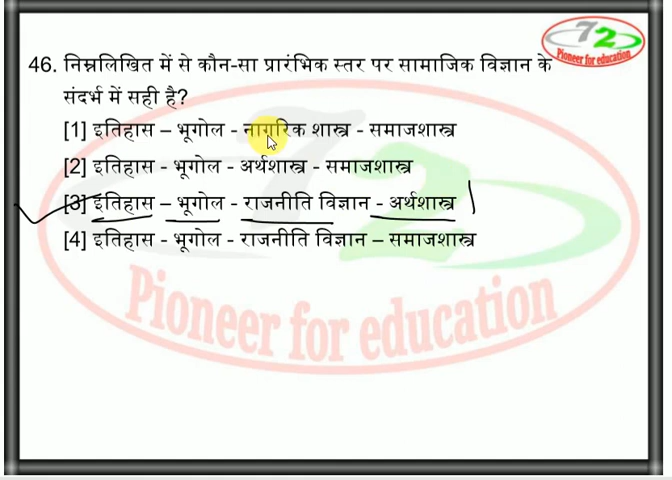 72
Pioneer for education
46. निम्नलिखित में से कौन-सा प्रारंभिक स्तर पर सामाजिक विज्ञान के
संदर्भ में सही है?
[1] इतिहास – भूगोल - नागरिक शास्त्र - समाजशास्त्र
[2] इतिहास - भूगोल - अर्थशास्त्र - समाजशास्त्र
[3] इतिहास – भूगोल - राजनीति विज्ञान - अर्थशास्त्र
[4] इतिहास - भूगोल - राजनीति विज्ञान – समाजशास्त्र
72
Pioneer for education